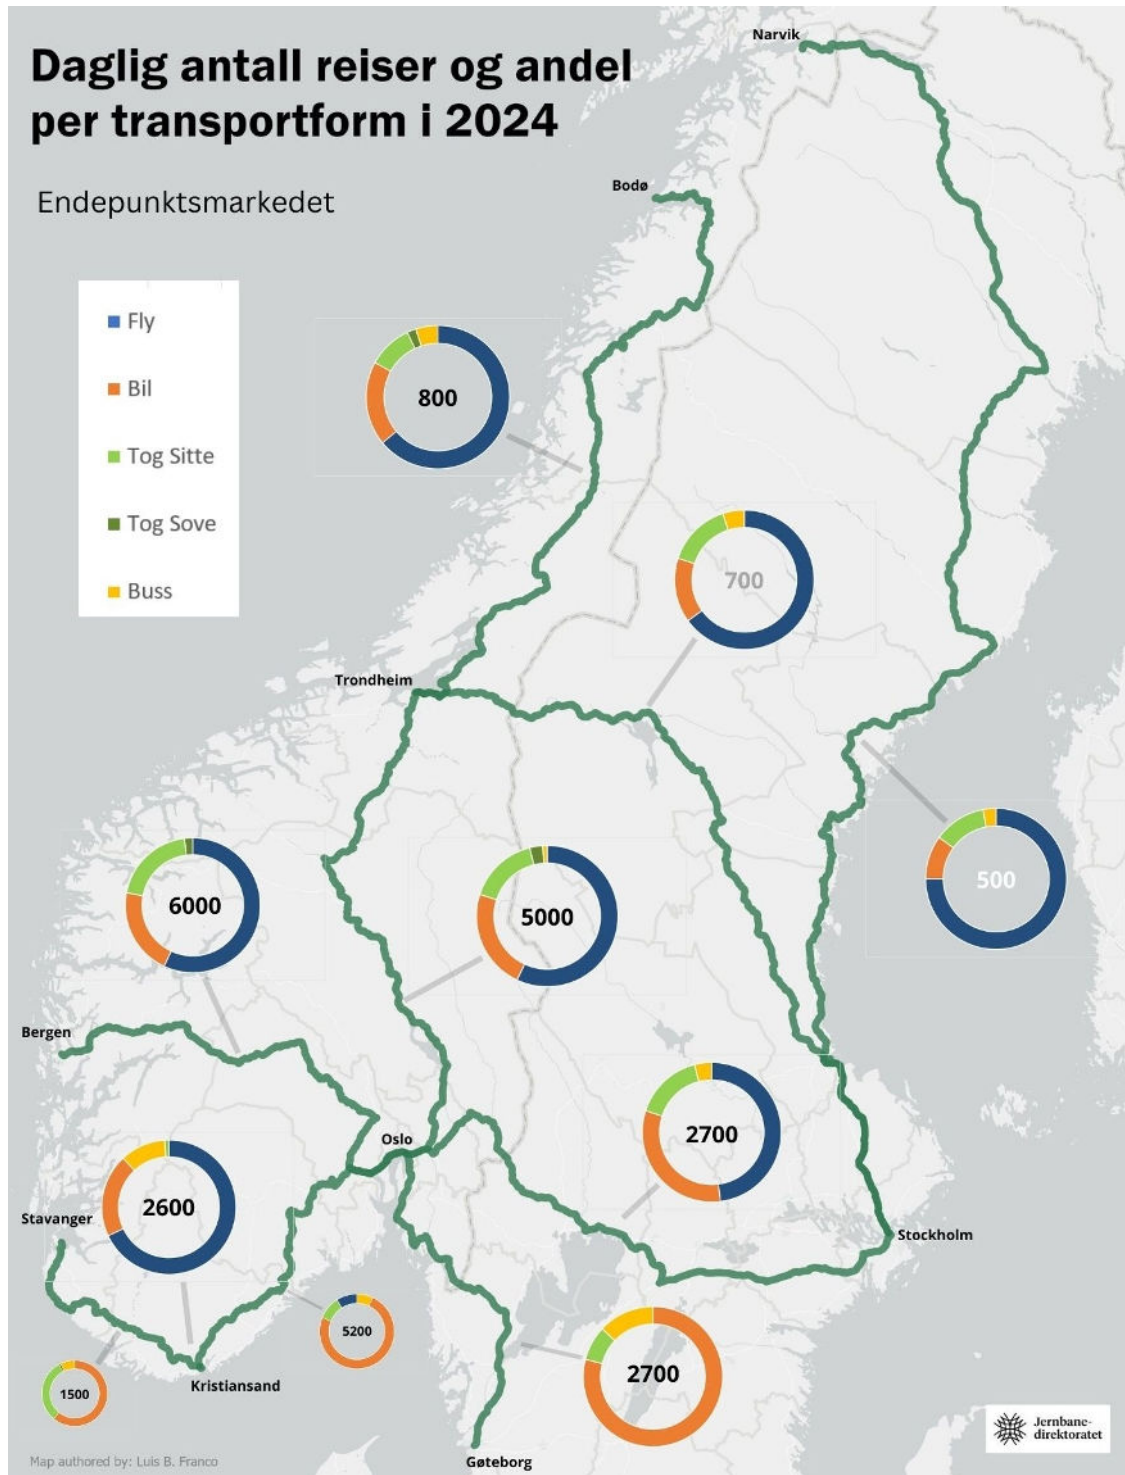 Daglig antall reiser og andel
per transportform i 2024
Endepunktsmarkedet
Fly
Bil
Tog Sitte
Tog Sove
Buss
Narvik
Bodø
800
700
Trondheim
500
6000
5000
Bergen
2700
Oslo
2600
Stavanger
Stockholm
5200
2700
1500
Kristiansand
Gøteborg
Jernbane-
direktoratet
Map authored by: Luis B. Franco